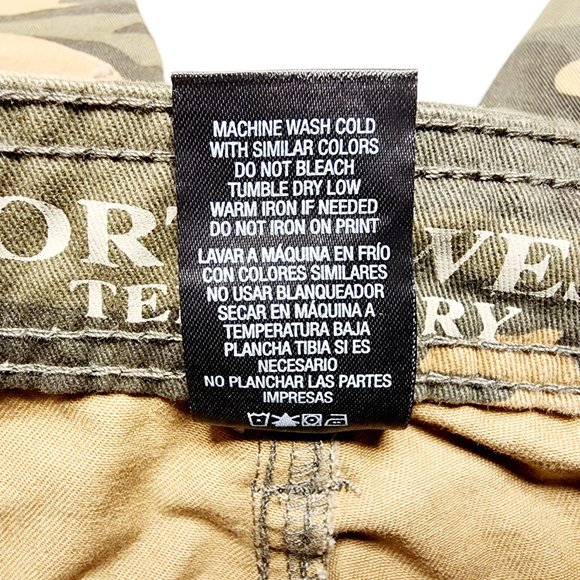 MACHINE WASH COLD
WITH SIMILAR COLORS
DO NOT BLEACH
TUMBLE DRY LOW
WARM IRON IF NEEDED
DO NOT IRON ON PRINT
LAVAR A MÁQUINA EN FRÍO
CON COLORES SIMILARES
NO USAR BLANQUEADOR
SECAR EN MÁQUINA A
TEMPERATURA BAJA
PLANCHA TIBIA SI ES
NECESARIO
NO PLANCHAR LAS PARTES
IMPRESAS